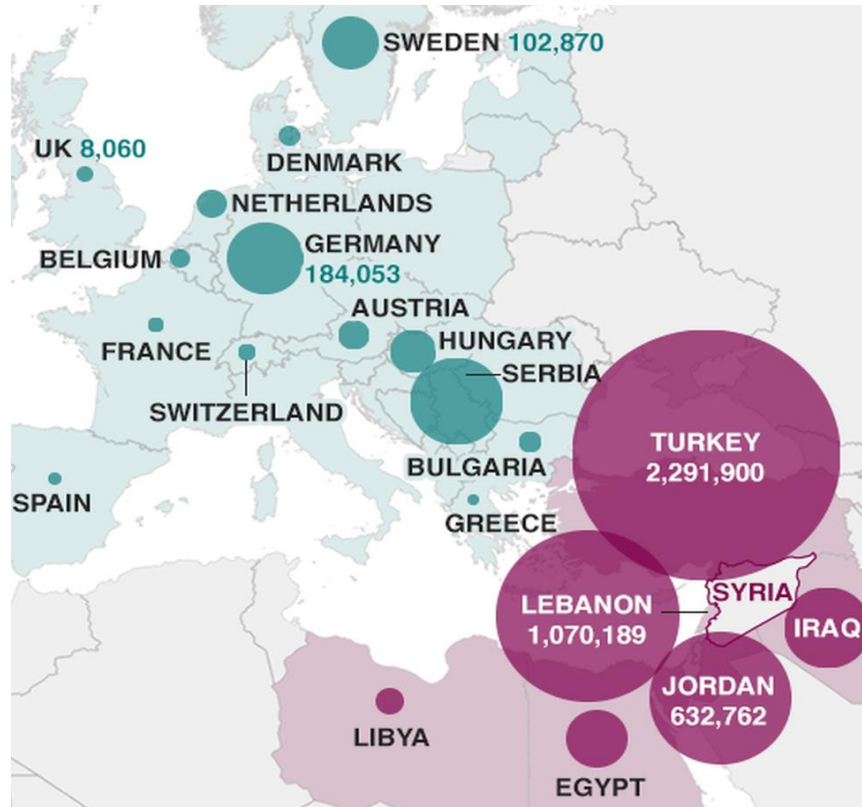 SWEDEN 102,870
UK 8,060
DENMARK
NETHERLANDS
GERMANY
184,053
BELGIUM
AUSTRIA
HUNGARY
FRANCE
SERBIA
SWITZERLAND
TURKEY
2,291,900
BULGARIA
SPAIN
GREECE
SYRIA
LEBANON
1,070,189
IRAQ
JORDAN
632,762
LIBYA
EGYPT